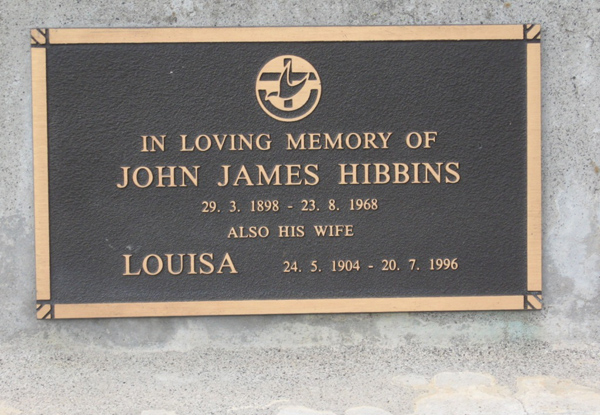 IN LOVING MEMORY OF
JOHN JAMES HIBBINS
29. 3. 1898 - 23. 8. 1968
ALSO HIS WIFE
LOUISA 24. 5. 1904 - 20. 7. 1996